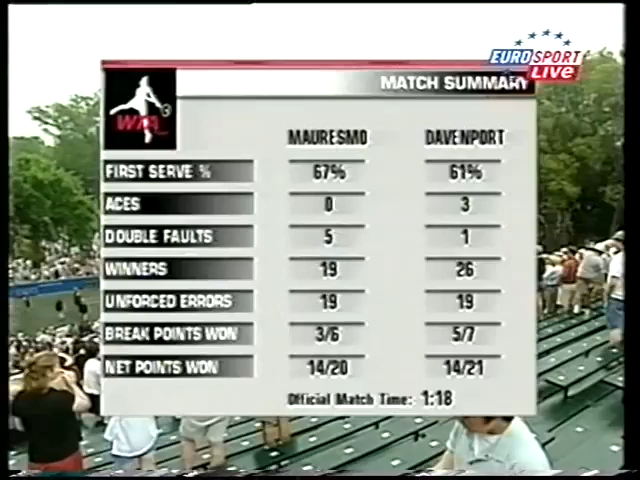 EUROSPORT
LIVE
MATCH SUMMARY
WTA
MAURESMO DAVENPORT
FIRST SERVE % 67% 61%
ACES 0 3
DOUBLE FAULTS 5 1
WINNERS 19 26
UNFORCED ERRORS 19 19
BREAK POINTS WON 3/6 5/7
NET POINTS WON 14/20 14/21
Official Match Time: 1:18